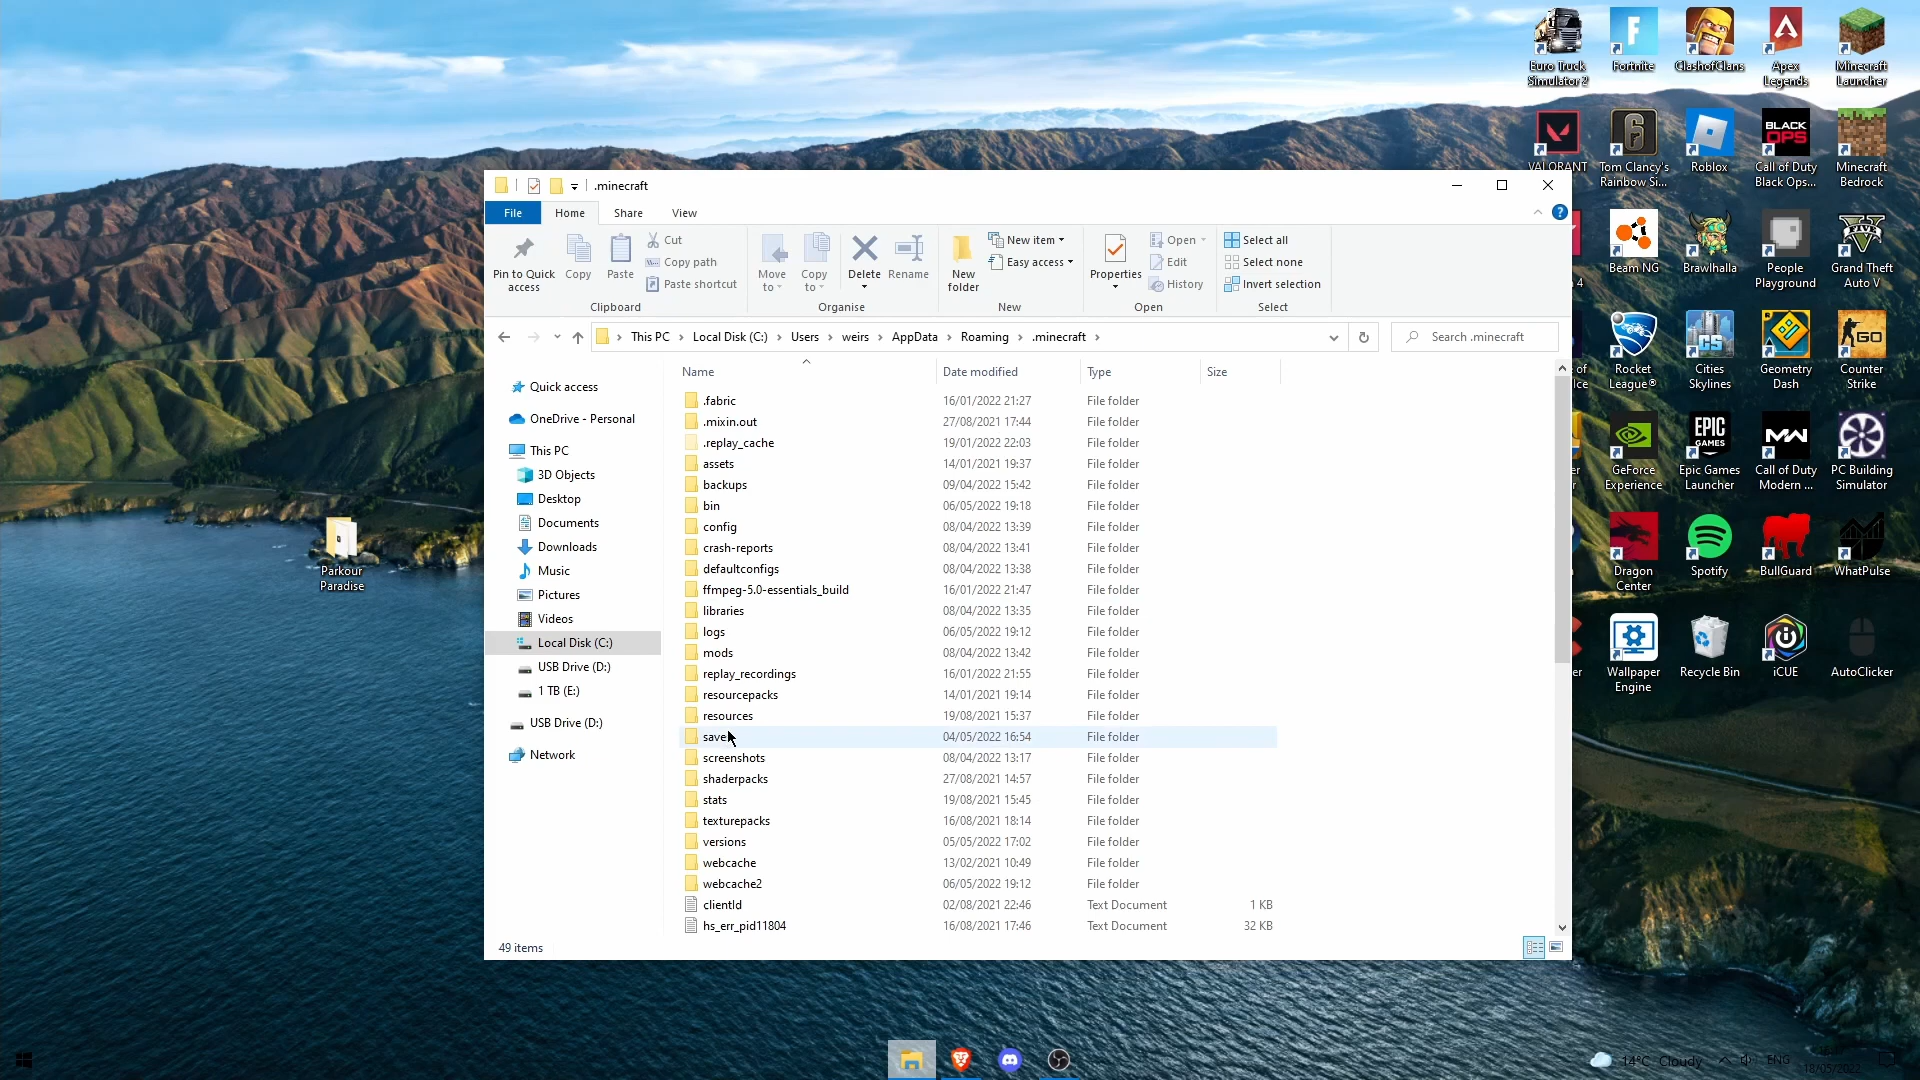 .minecraft
File
Home
Share
View
Pin to Quick
access
Copy
Paste
Cut
Copy path
Paste shortcut
Clipboard
Move
to
Copy
to
Delete
Rename
Organise
New
folder
New item
Easy access
New
Properties
Open
Edit
History
Open
Select all
Select none
Invert selection
Select
This PC
Local Disk (C:)
Users
weirs
AppData
Roaming
.minecraft
Search .minecraft
Quick access
OneDrive - Personal
This PC
3D Objects
Desktop
Documents
Downloads
Music
Pictures
Videos
Local Disk (C:)
USB Drive (D:)
1 TB (E:)
USB Drive (D:)
Network
Name Date modified Type Size
.fabric 16/01/2022 21:27 File folder
.mixin.out 27/08/2021 17:44 File folder
.replay_cache 19/01/2022 22:03 File folder
assets 14/01/2021 19:37 File folder
backups 09/04/2022 15:42 File folder
bin 06/05/2022 19:18 File folder
config 08/04/2022 13:39 File folder
crash-reports 08/04/2022 13:41 File folder
defaultconfigs 08/04/2022 13:38 File folder
ffmpeg-5.0-essentials_build 16/01/2022 21:47 File folder
libraries 08/04/2022 13:35 File folder
logs 06/05/2022 19:12 File folder
mods 08/04/2022 13:42 File folder
replay_recordings 16/01/2022 21:55 File folder
resourcepacks 14/01/2021 19:14 File folder
resources 19/08/2021 15:37 File folder
save 04/05/2022 16:54 File folder
screenshots 08/04/2022 13:17 File folder
shaderpacks 27/08/2021 14:57 File folder
stats 19/08/2021 15:45 File folder
texturepacks 16/08/2021 18:14 File folder
versions 05/05/2022 17:02 File folder
webcache 13/02/2021 10:49 File folder
webcache2 06/05/2022 19:12 File folder
clientId 02/08/2021 22:46 Text Document 1 KB
hs_err_pid11804 16/08/2021 17:46 Text Document 32 KB
49 items
Parkour
Paradise
Euro Truck
Simulator 2
Fortnite
ClashofClans
Apex
Legends
Minecraft
Launcher
VALORANT
Tom Clancy's
Rainbow Si...
Roblox
BLACK
OPS
Call of Duty
Black Ops...
Minecraft
Bedrock
4
Beam NG
Brawlhalla
People
Playground
FIVE
Grand Theft
Auto V
of
Ice
Rocket
League®
CS
Cities
Skylines
Geometry
Dash
GO
Counter
Strike
er
GeForce
Experience
EPIC
GAMES
Epic Games
Launcher
MW
Call of Duty
Modern ...
PC Building
Simulator
Dragon
Center
Spotify
BullGuard
WhatPulse
er
Wallpaper
Engine
Recycle Bin
iCUE
AutoClicker
14°C Cloudy
ENG
18/05/2022